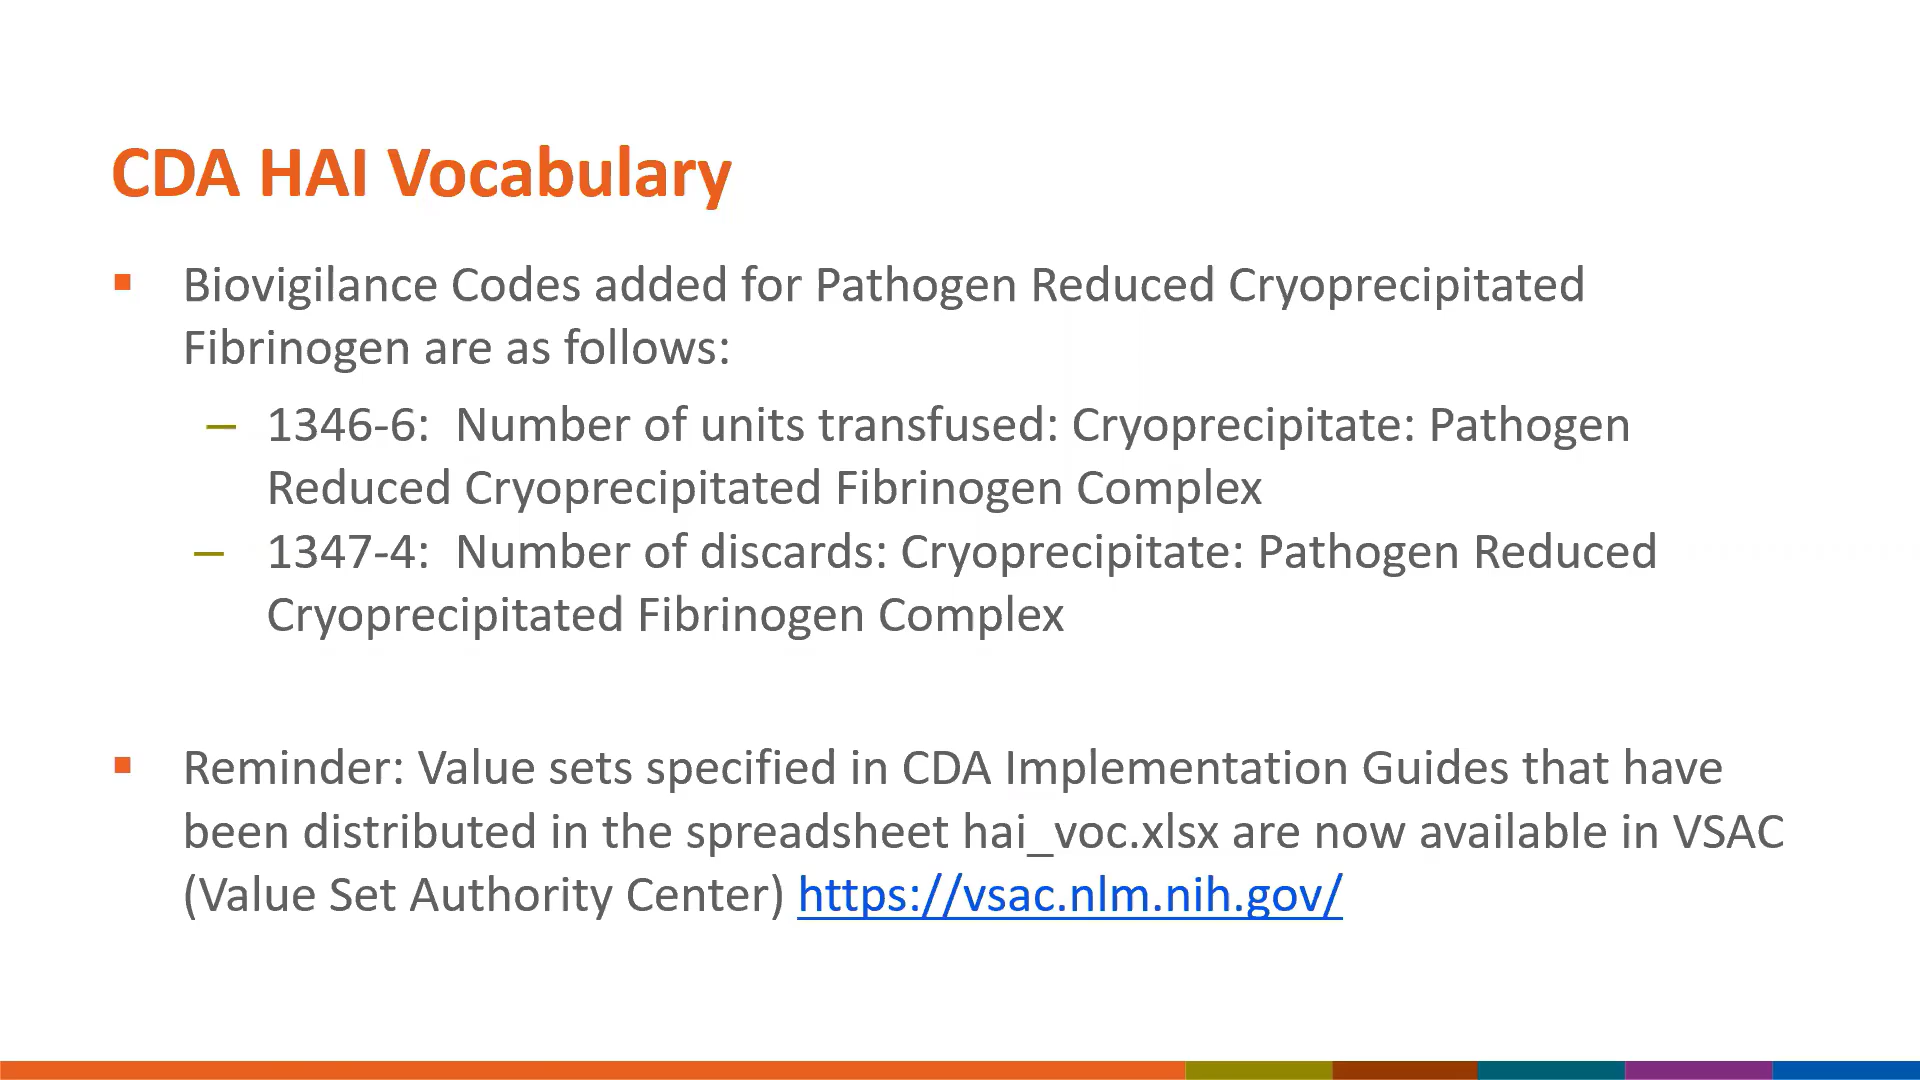 CDA HAI Vocabulary
▪ Biovigilance Codes added for Pathogen Reduced Cryoprecipitated
Fibrinogen are as follows:
– 1346-6:  Number of units transfused: Cryoprecipitate: Pathogen
Reduced Cryoprecipitated Fibrinogen Complex
– 1347-4:  Number of discards: Cryoprecipitate: Pathogen Reduced
Cryoprecipitated Fibrinogen Complex
▪ Reminder: Value sets specified in CDA Implementation Guides that have
been distributed in the spreadsheet hai_voc.xlsx are now available in VSAC
(Value Set Authority Center) https://vsac.nlm.nih.gov/